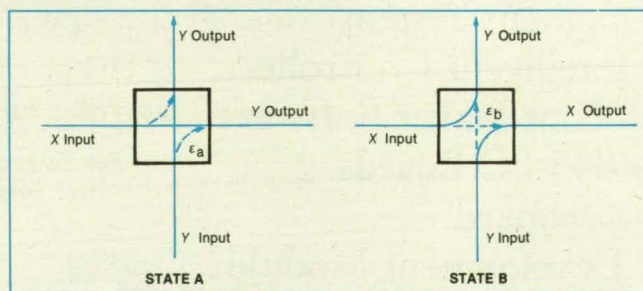 Y Output
Y Output
X Input
εa
Y Input
STATE A
Y Output
X Output
X Input
εb
Y Input
STATE B